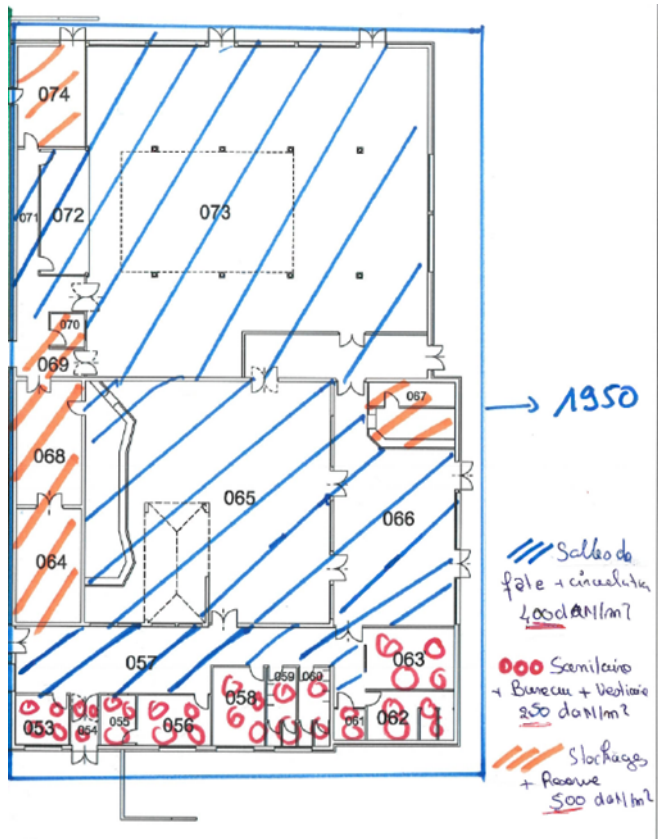 074
071
072
073
070
069
067
068
065
066
064
→ 1950
Salles de
fête + circulation
400 daN/m²
057
063
058
059
060
053
054
055
056
061
062
Sanitaire
+ Bureau + Vestiaire
250 daN/m²
Stockages
+ Reserve
500 daN/m²